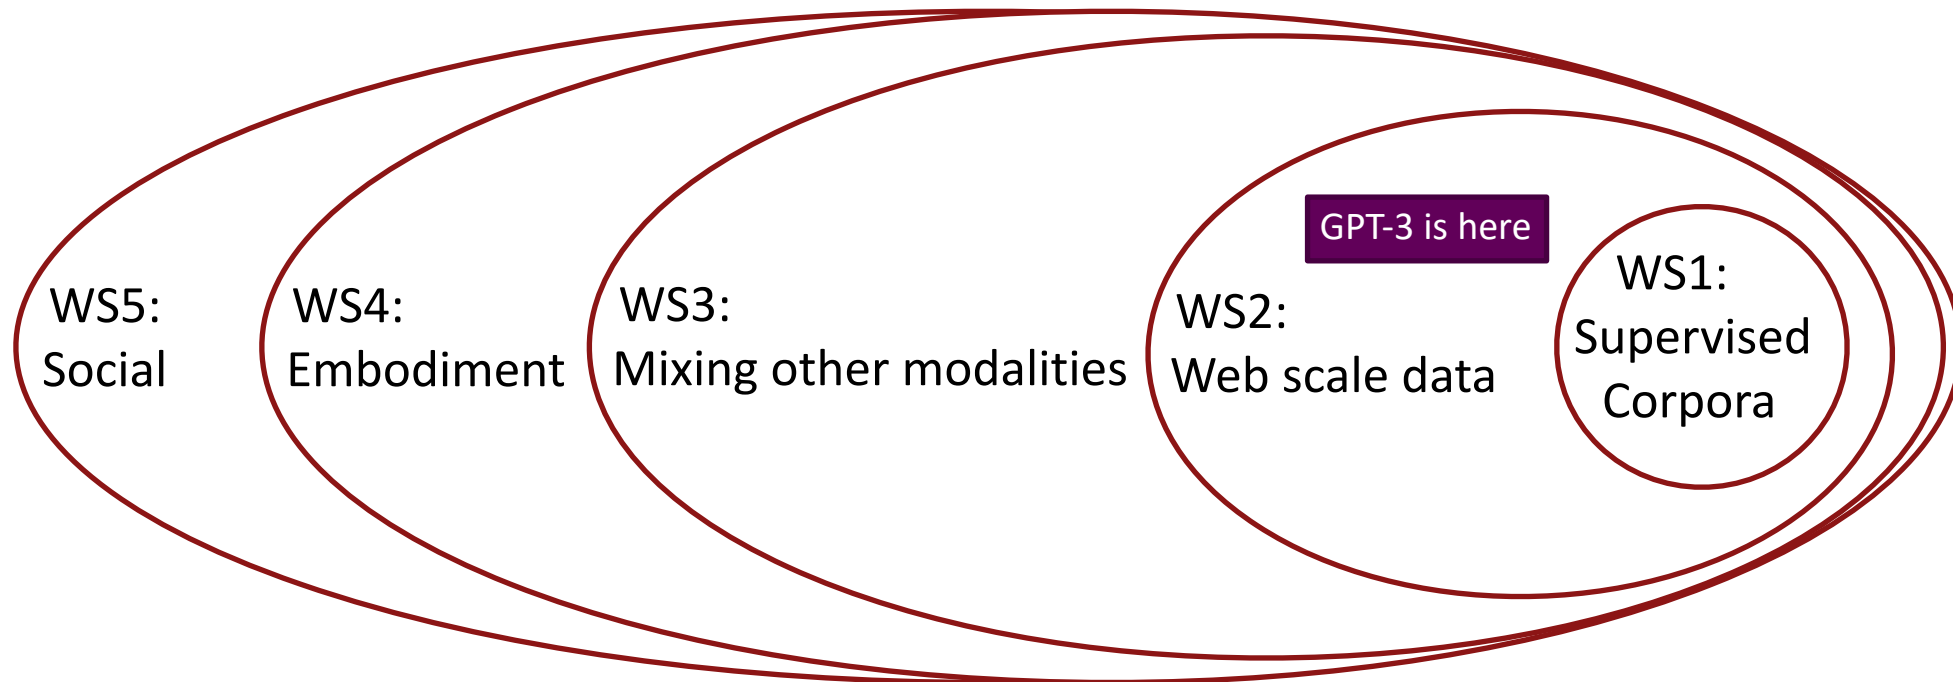 WS5:
Social
WS4:
Embodiment
WS3:
Mixing other modalities
WS2:
Web scale data
GPT-3 is here
WS1:
Supervised
Corpora